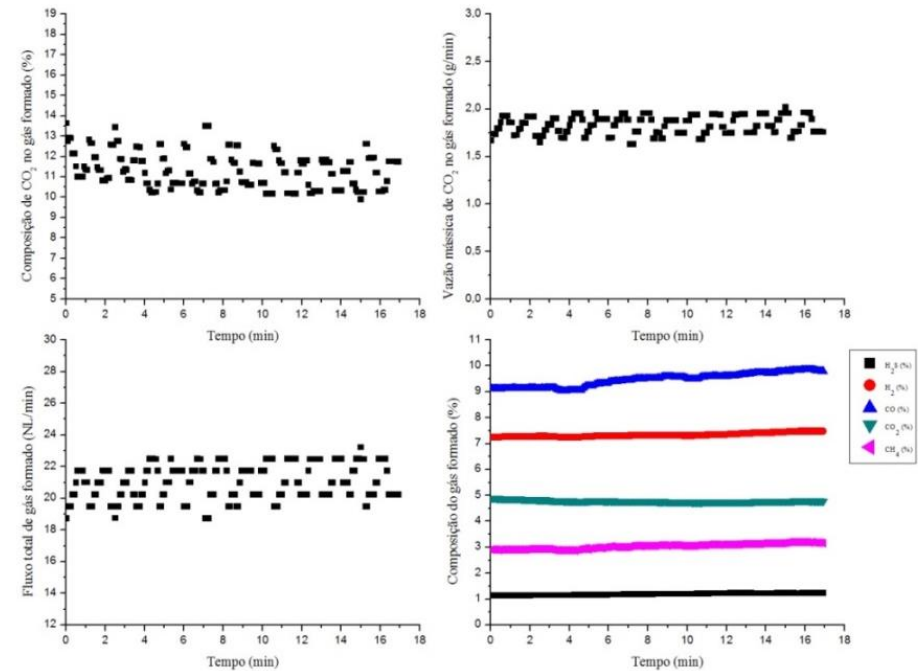 19
18
17
16
15
14
13
12
11
10
9
8
7
6
5
Composição de CO₂ no gás formado (%)
0 2 4 6 8 10 12 14 16 18
Tempo (min)
3,0
2,5
2,0
1,5
1,0
0,5
0,0
Vazão mássica de CO₂ no gás formado (g/min)
0 2 4 6 8 10 12 14 16 18
Tempo (min)
30
28
26
24
22
20
18
16
14
12
Fluxo total de gás formado (NL/min)
0 2 4 6 8 10 12 14 16 18
Tempo (min)
11
10
9
8
7
6
5
4
3
2
1
0
Composição do gás formado (%)
0 2 4 6 8 10 12 14 16 18
Tempo (min)
H₂S (%)
H₂ (%)
CO (%)
CO₂ (%)
CH₄ (%)